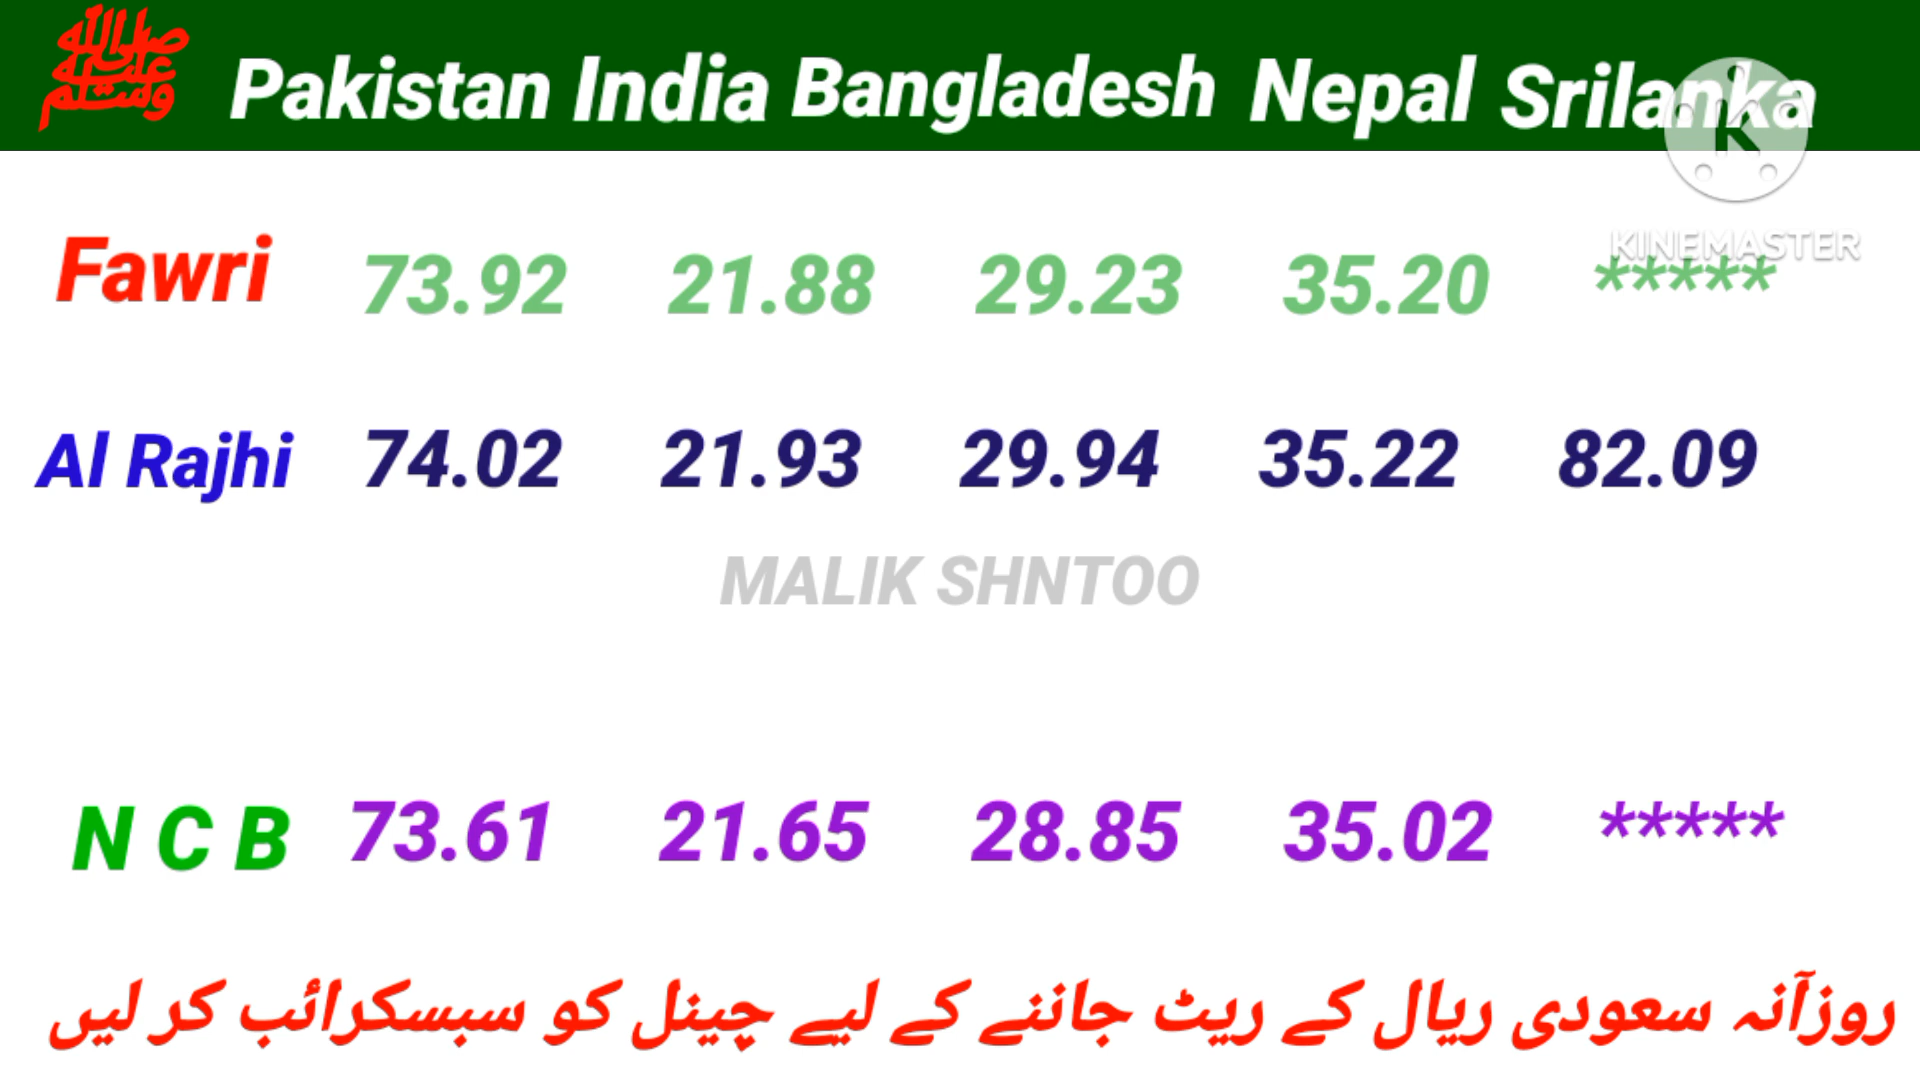 صلى الله عليه وسلم
Pakistan India Bangladesh Nepal Srilanka
KINEMASTER
Fawri 73.92 21.88 29.23 35.20 *****
Al Rajhi 74.02 21.93 29.94 35.22 82.09
MALIK SHNTOO
N C B 73.61 21.65 28.85 35.02 *****
روزآنہ سعودی ریال کے ریٹ جاننے کے لیے چینل کو سبسکرائب کر لیں